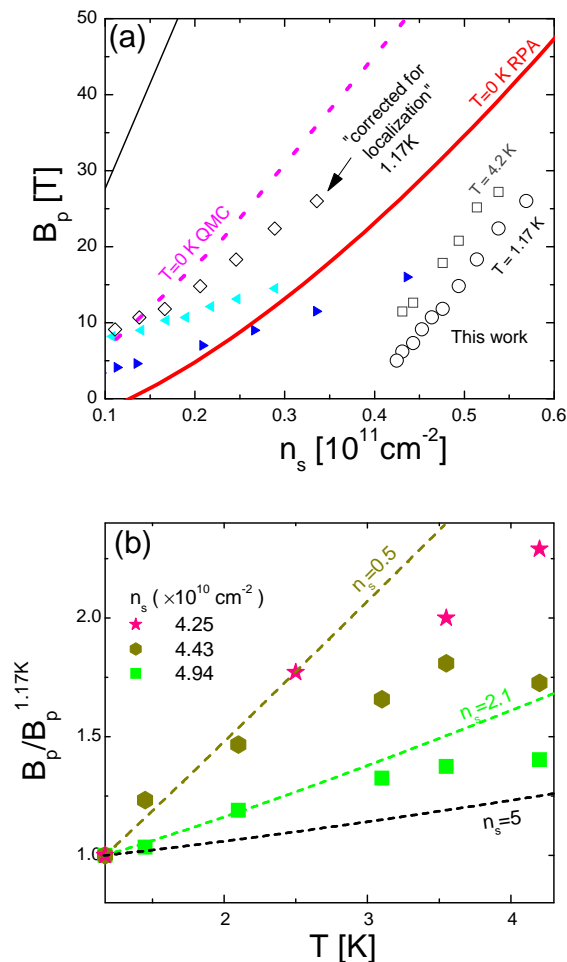 (a)
50
40
30
20
10
0
B_p [T]
T=0 K QMC
"corrected for
localization"
1.17K
T=0 K RPA
T = 4.2 K
T = 1.17K
This work
0.1 0.2 0.3 0.4 0.5 0.6
n_s [10^11 cm^-2]
(b)
n_s (×10^10 cm^-2)
4.25
4.43
4.94
n_s=0.5
n_s=2.1
n_s=5
2.0
1.5
1.0
B_p/B_p^1.17K
2 3 4
T [K]